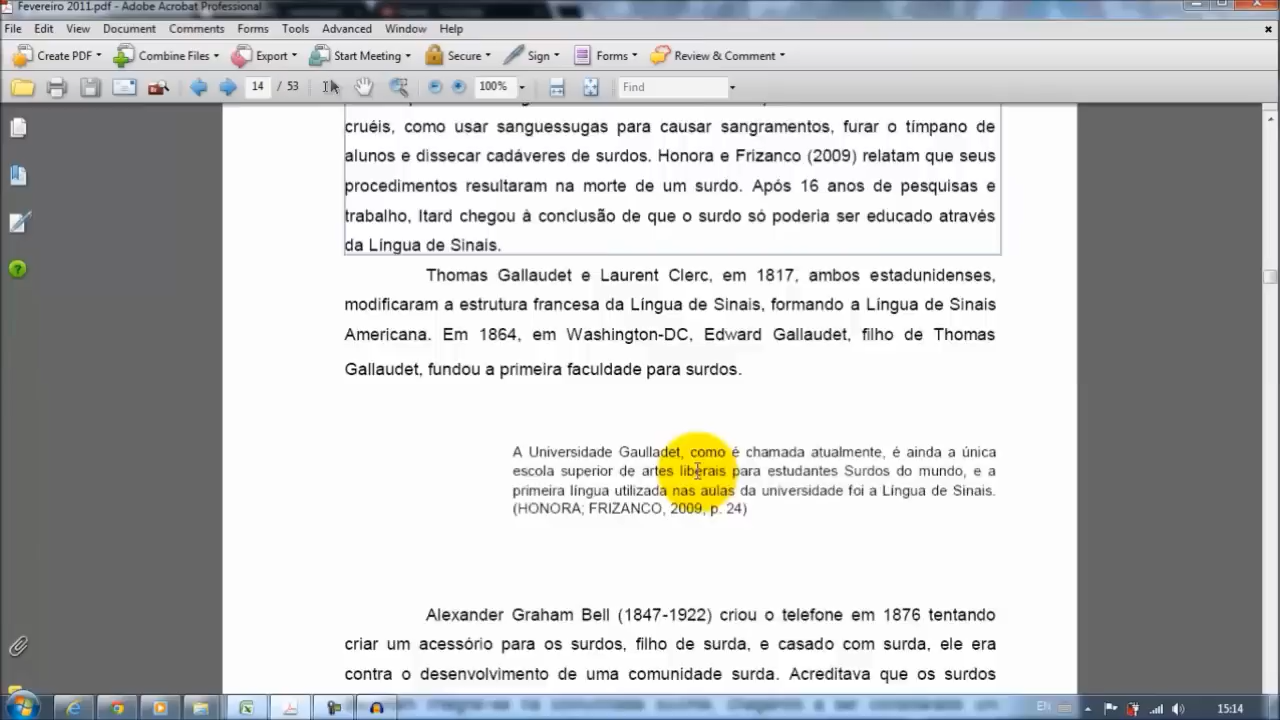 Fevereiro 2011.pdf - Adobe Acrobat Professional
File Edit View Document Comments Forms Tools Advanced Window Help
Create PDF Combine Files Export Start Meeting Secure Sign Forms Review & Comment
14 / 53 100% Find
cruéis, como usar sanguessugas para causar sangramentos, furar o tímpano de
alunos e dissecar cadáveres de surdos. Honora e Frizanco (2009) relatam que seus
procedimentos resultaram na morte de um surdo. Após 16 anos de pesquisas e
trabalho, Itard chegou à conclusão de que o surdo só poderia ser educado através
da Língua de Sinais.
Thomas Gallaudet e Laurent Clerc, em 1817, ambos estadunidenses,
modificaram a estrutura francesa da Língua de Sinais, formando a Língua de Sinais
Americana. Em 1864, em Washington-DC, Edward Gallaudet, filho de Thomas
Gallaudet, fundou a primeira faculdade para surdos.
A Universidade Gaulladet, como é chamada atualmente, é ainda a única
escola superior de artes liberais para estudantes Surdos do mundo, e a
primeira língua utilizada nas aulas da universidade foi a Língua de Sinais.
(HONORA; FRIZANCO, 2009, p. 24)
Alexander Graham Bell (1847-1922) criou o telefone em 1876 tentando
criar um acessório para os surdos, filho de surda, e casado com surda, ele era
contra o desenvolvimento de uma comunidade surda. Acreditava que os surdos
EN 15:14